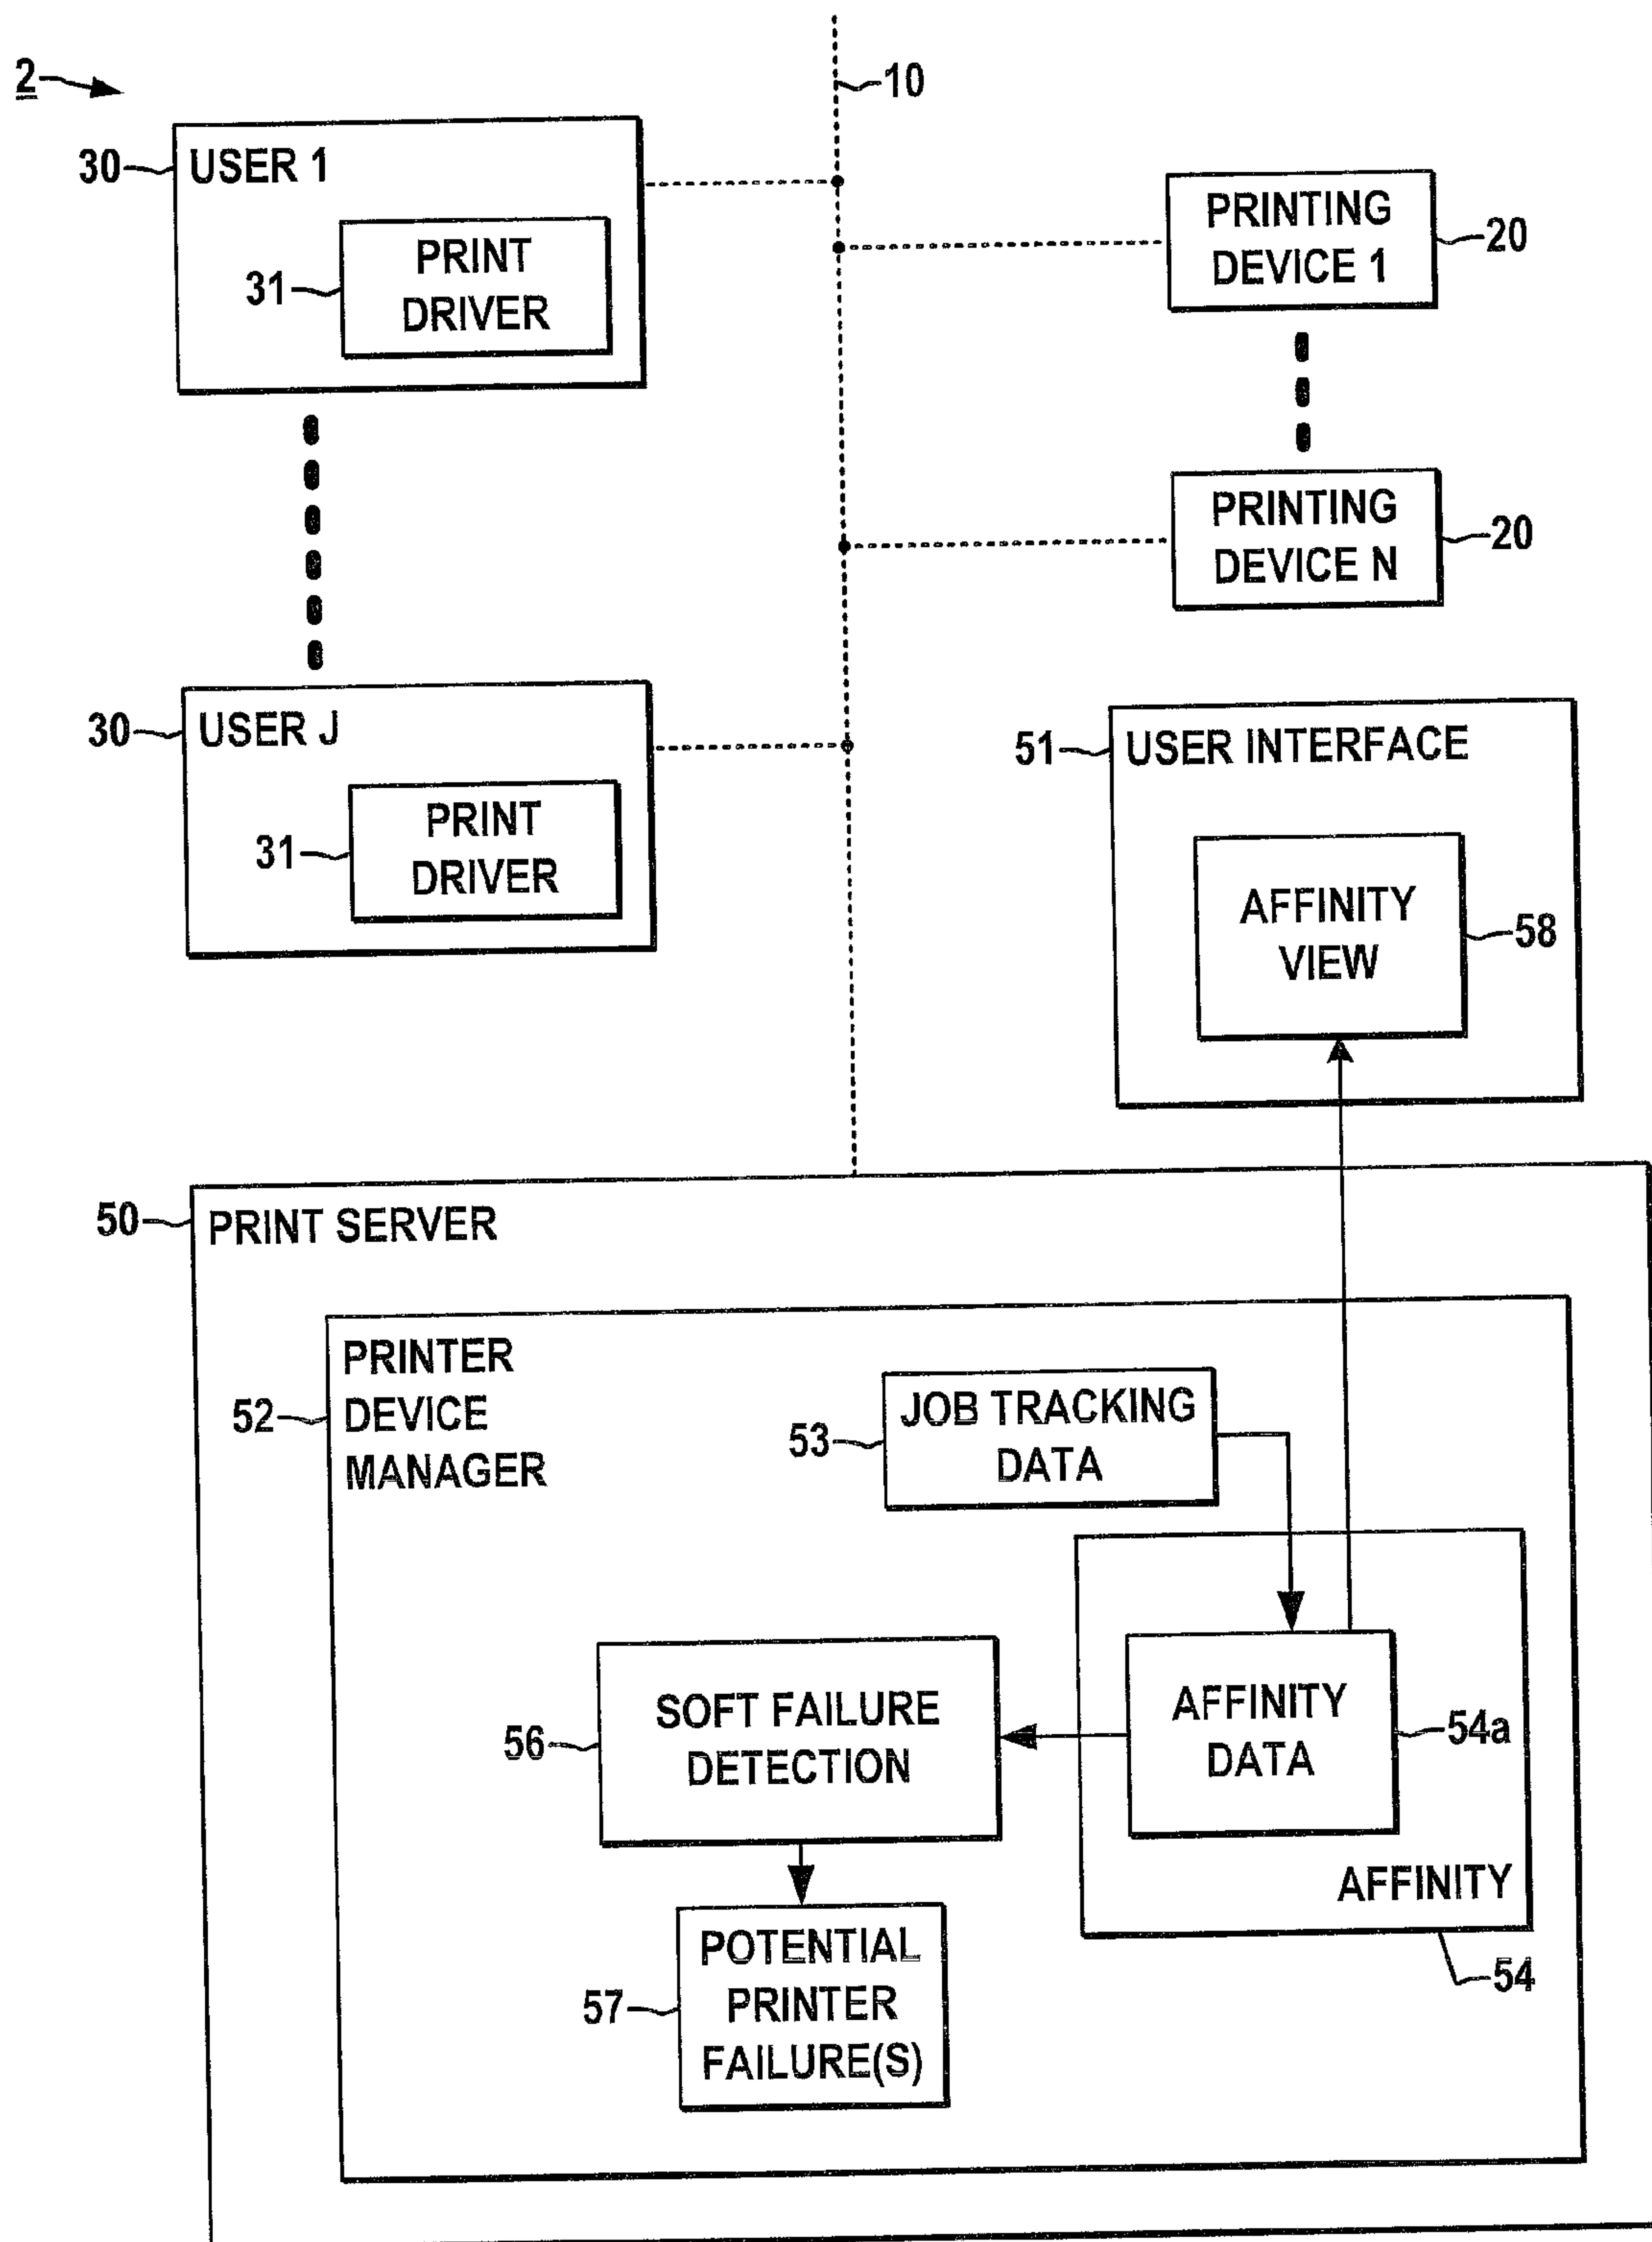 2
10
30
USER 1
31
PRINT
DRIVER
PRINTING
DEVICE 1
20
PRINTING
DEVICE N
20
30
USER J
31
PRINT
DRIVER
51
USER INTERFACE
AFFINITY
VIEW
58
50
PRINT SERVER
52
PRINTER
DEVICE
MANAGER
53
JOB TRACKING
DATA
56
SOFT FAILURE
DETECTION
AFFINITY
DATA
54a
AFFINITY
54
57
POTENTIAL
PRINTER
FAILURE(S)